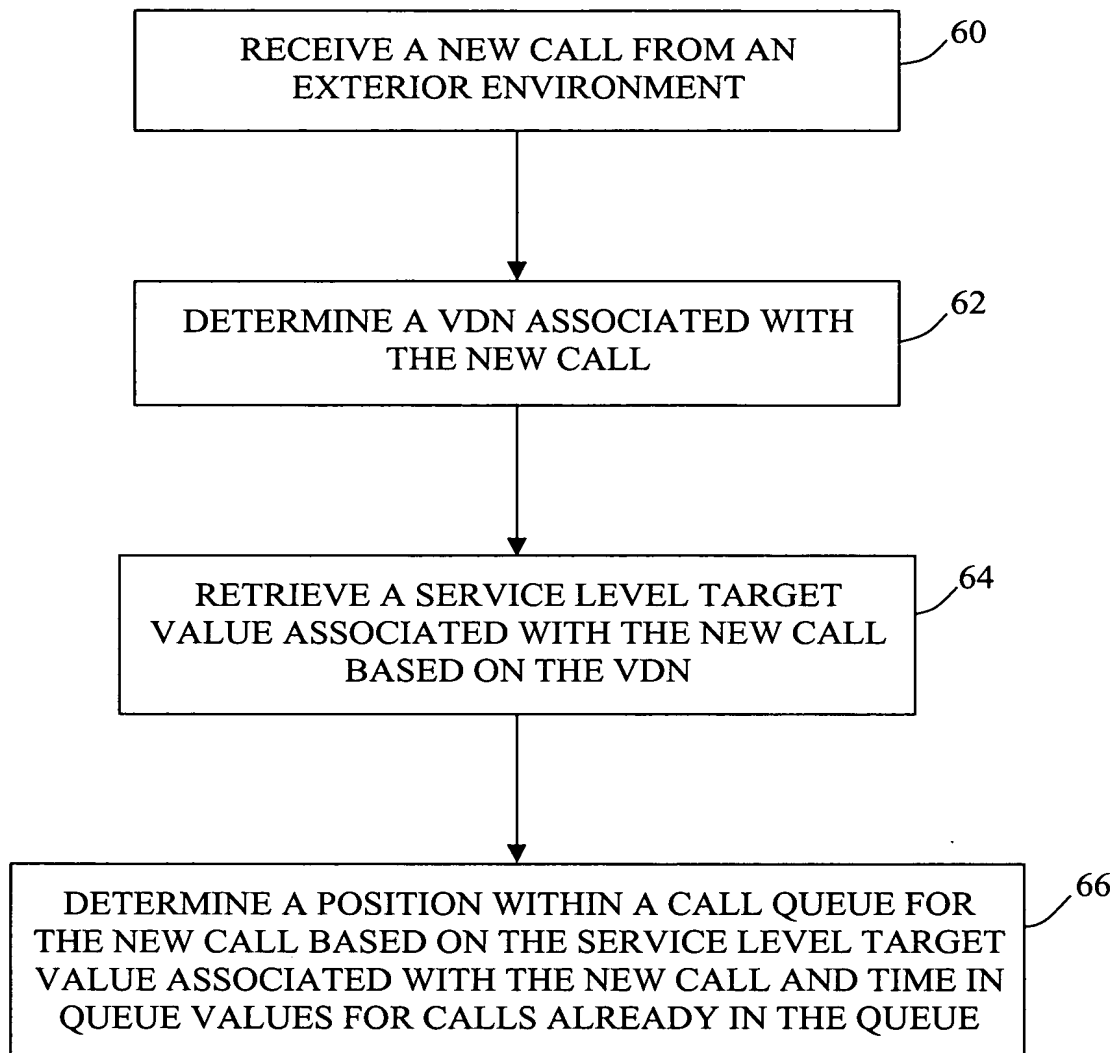 RECEIVE A NEW CALL FROM AN
EXTERIOR ENVIRONMENT
60
DETERMINE A VDN ASSOCIATED WITH
THE NEW CALL
62
RETRIEVE A SERVICE LEVEL TARGET
VALUE ASSOCIATED WITH THE NEW CALL
BASED ON THE VDN
64
DETERMINE A POSITION WITHIN A CALL QUEUE FOR
THE NEW CALL BASED ON THE SERVICE LEVEL TARGET
VALUE ASSOCIATED WITH THE NEW CALL AND TIME IN
QUEUE VALUES FOR CALLS ALREADY IN THE QUEUE
66